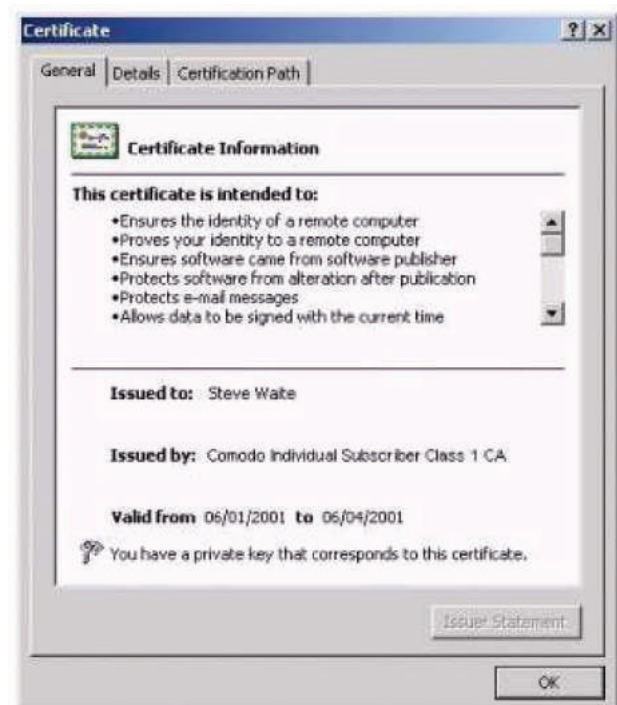 Certificate
General Details Certification Path
Certificate Information
This certificate is intended to:
•Ensures the identity of a remote computer
•Proves your identity to a remote computer
•Ensures software came from software publisher
•Protects software from alteration after publication
•Protects e-mail messages
•Allows data to be signed with the current time
Issued to: Steve Waite
Issued by: Comodo Individual Subscriber Class 1 CA
Valid from 06/01/2001 to 06/04/2001
You have a private key that corresponds to this certificate.
Issuer Statement
OK